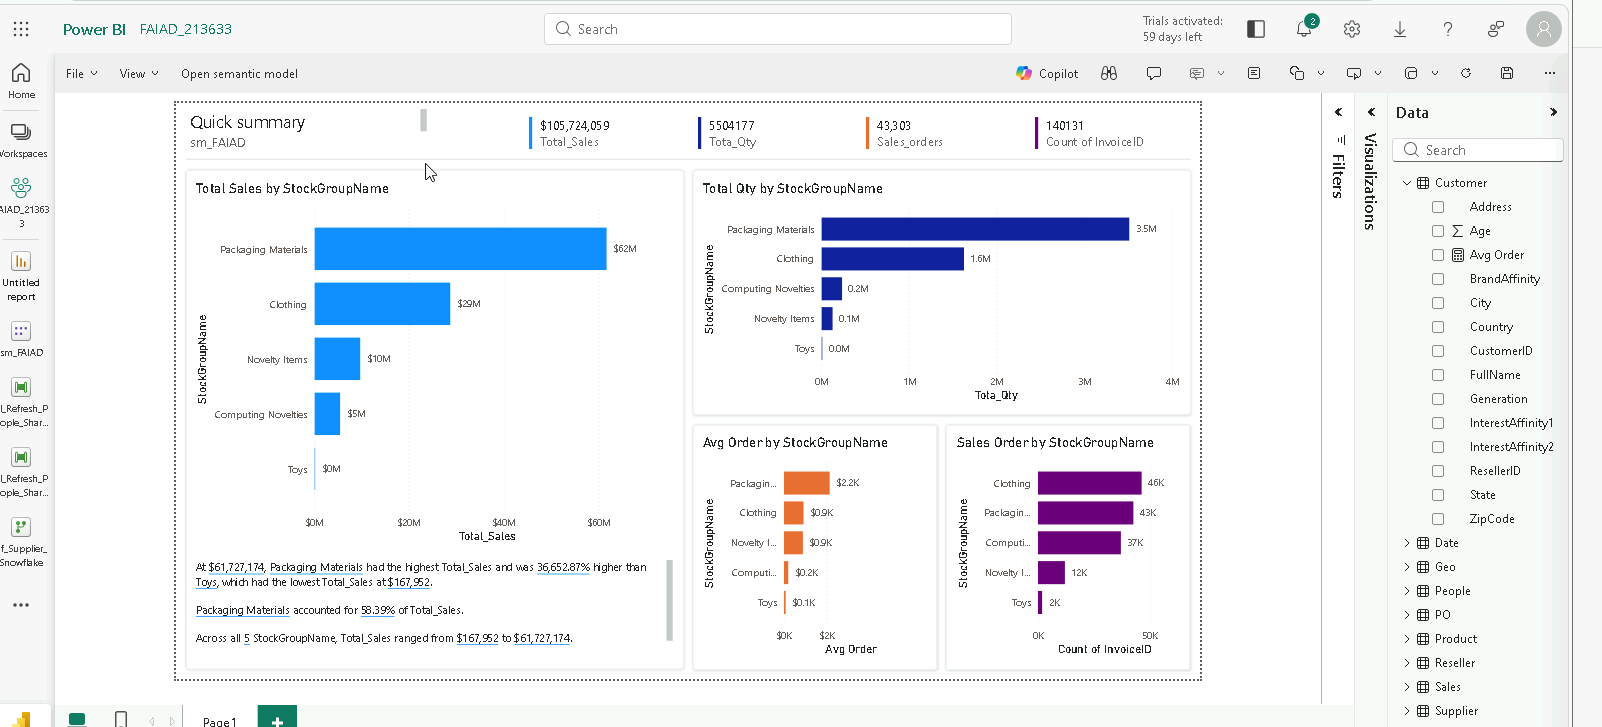 Power BI FAIAD_213633
Search
Trials activated:
59 days left
2
File View Open semantic model
Copilot
Home
Workspaces
AIAD_21363
3
Untitled
report
sm_FAIAD
l_Refresh_P
ople_Shar...
l_Refresh_P
ople_Shar...
f_Supplier_
Snowflake
Quick summary
sm_FAIAD
$105,724,059
Total_Sales
5504177
Tota_Qty
43,303
Sales_orders
140131
Count of InvoiceID
Total Sales by StockGroupName
StockGroupName
Packaging Materials $62M
Clothing $29M
Novelty Items $10M
Computing Novelties $5M
Toys $0M
$0M $20M $40M $60M
Total_Sales
At $61,727,174, Packaging Materials had the highest Total_Sales and was 36,652.87% higher than
Toys, which had the lowest Total_Sales at $167,952.
Packaging Materials accounted for 58.39% of Total_Sales.
Across all 5 StockGroupName, Total_Sales ranged from $167,952 to $61,727,174.
Total Qty by StockGroupName
StockGroupName
Packaging Materials 3.5M
Clothing 1.6M
Computing Novelties 0.2M
Novelty Items 0.1M
Toys 0.0M
0M 1M 2M 3M 4M
Tota_Qty
Avg Order by StockGroupName
StockGroupName
Packagin... $2.2K
Clothing $0.9K
Novelty I... $0.9K
Computi... $0.2K
Toys $0.1K
$0K $2K
Avg Order
Sales Order by StockGroupName
StockGroupName
Clothing 46K
Packagin... 43K
Computi... 37K
Novelty I... 12K
Toys 2K
0K 50K
Count of InvoiceID
Page1
Filters
Visualizations
Data
Search
Customer
Address
Age
Avg Order
BrandAffinity
City
Country
CustomerID
FullName
Generation
InterestAffinity1
InterestAffinity2
ResellerID
State
ZipCode
Date
Geo
People
PO
Product
Reseller
Sales
Supplier